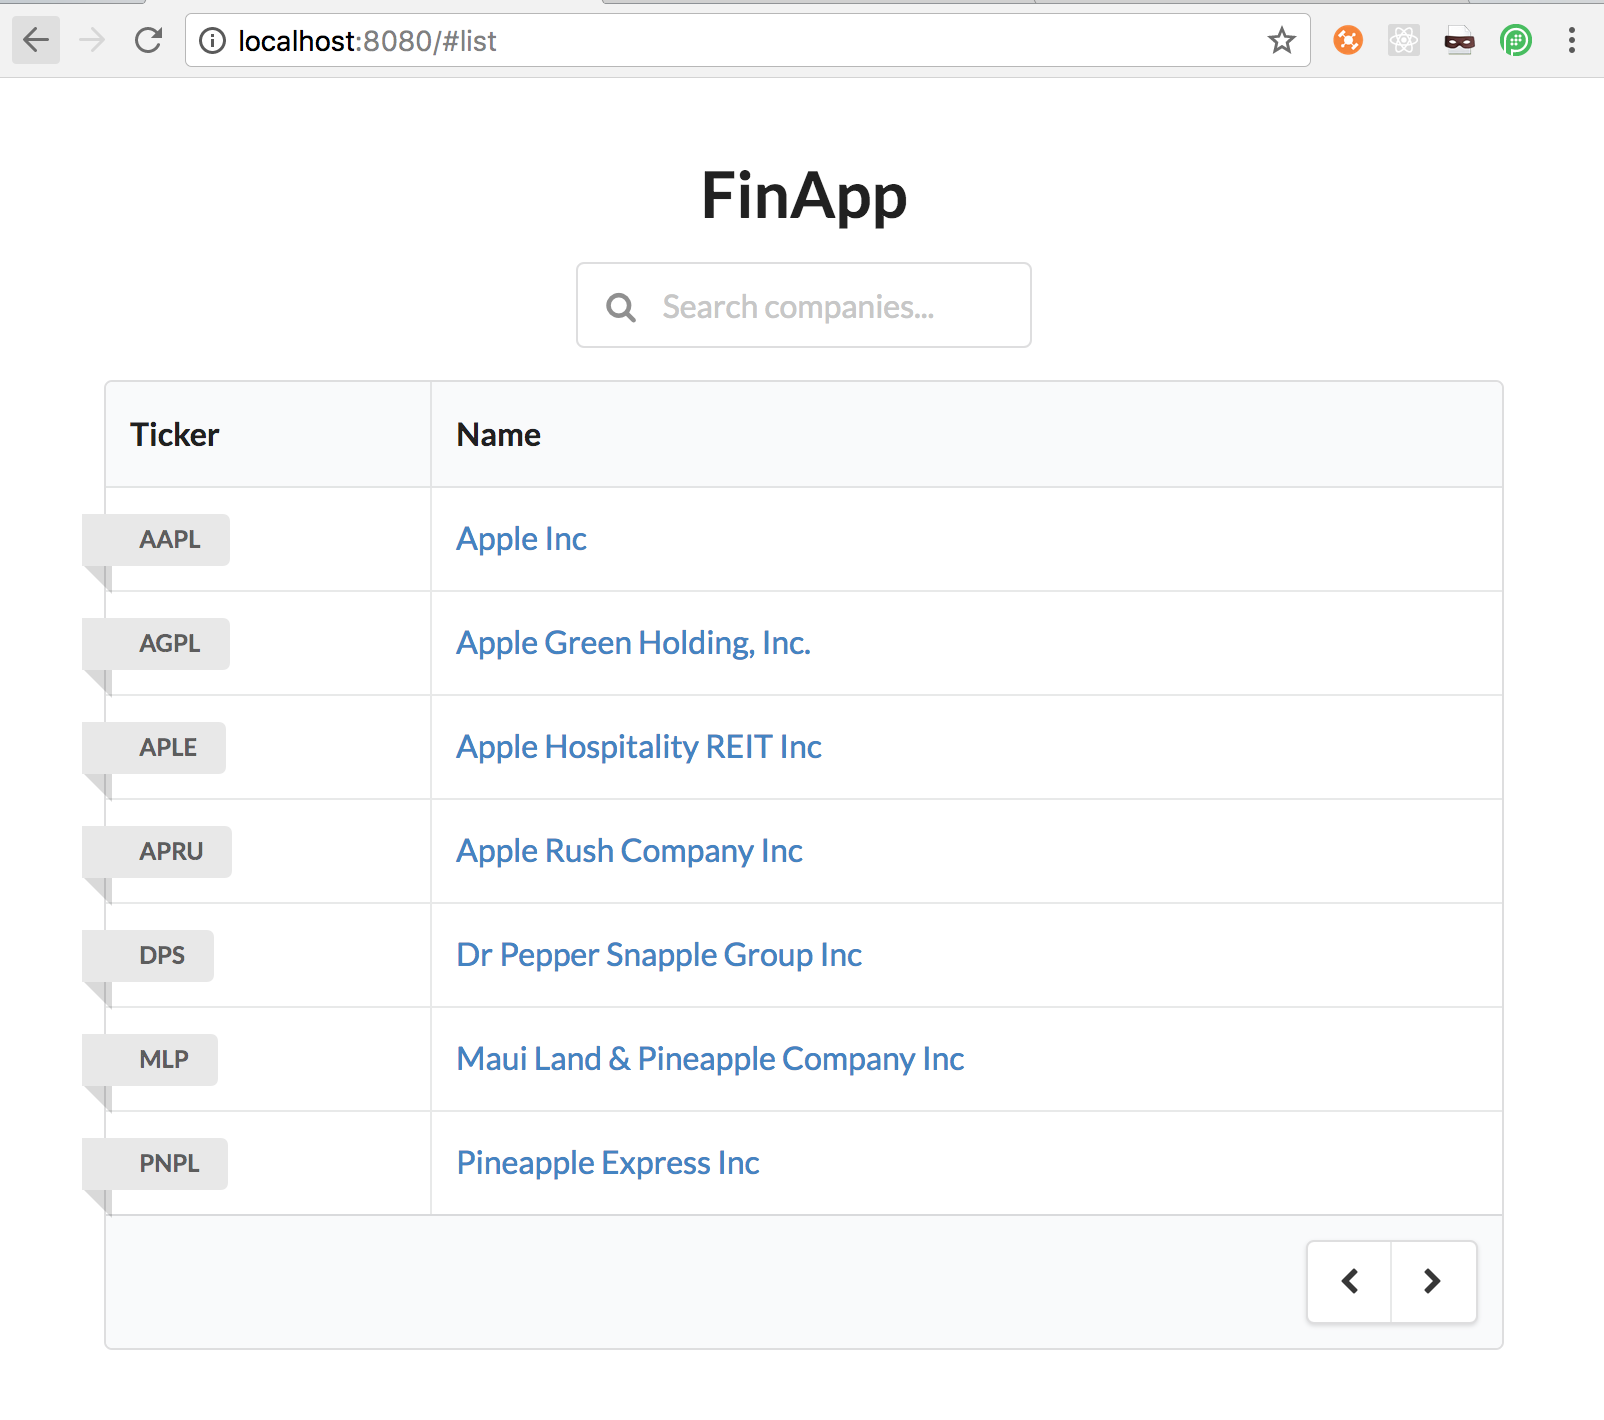 localhost:8080/#list
FinApp
Search companies...
Ticker Name
AAPL Apple Inc
AGPL Apple Green Holding, Inc.
APLE Apple Hospitality REIT Inc
APRU Apple Rush Company Inc
DPS Dr Pepper Snapple Group Inc
MLP Maui Land & Pineapple Company Inc
PNPL Pineapple Express Inc